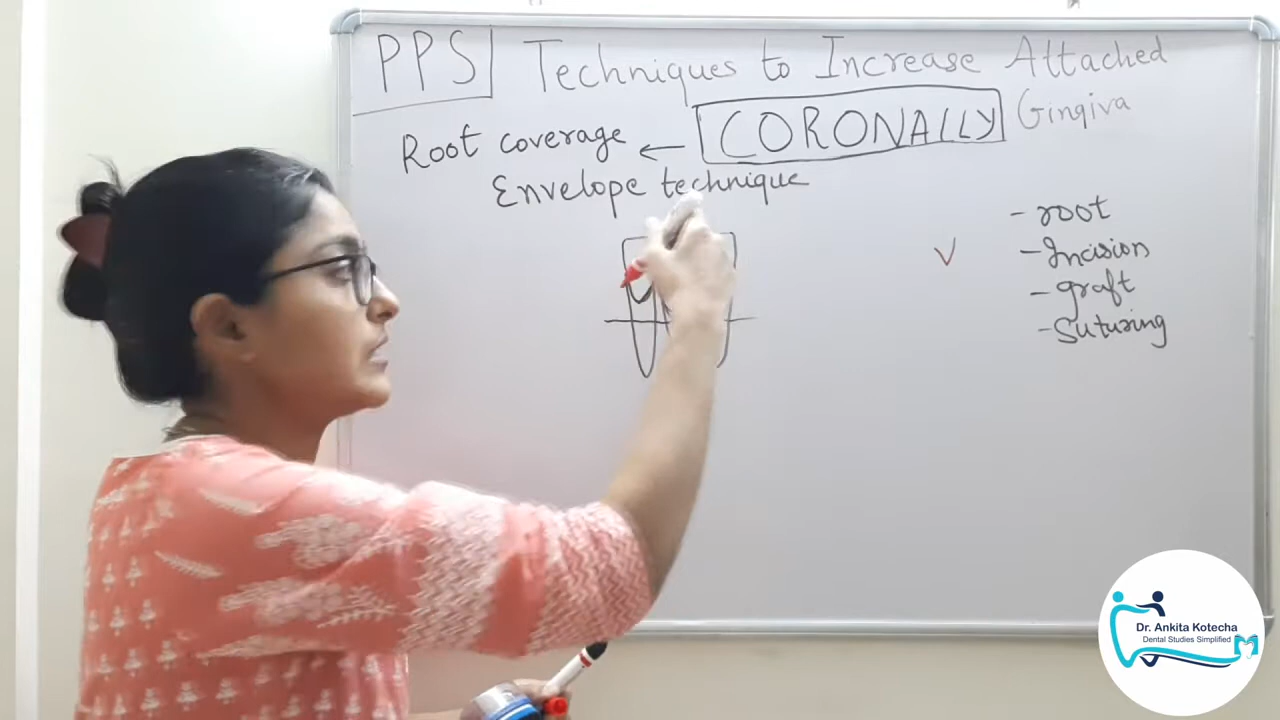 PPS Techniques to Increase Attached
Gingiva
CORONALLY
Root coverage ←
Envelope technique
- root
- Incision
- graft
- Suturing
V
Dr. Ankita Kotecha
Dental Studies Simplified